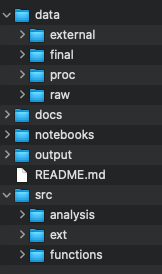 data
external
final
proc
raw
docs
notebooks
output
README.md
src
analysis
ext
functions